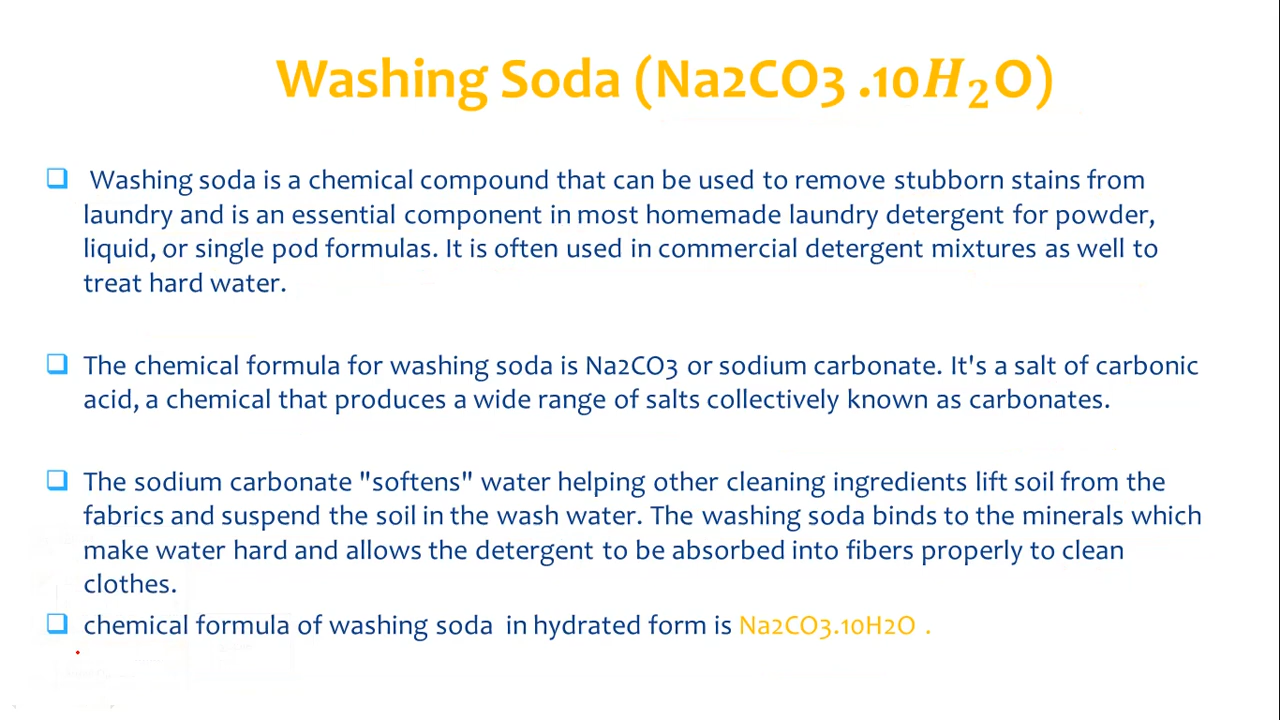 Washing Soda (Na2CO3 .10𝑯₂O)
Washing soda is a chemical compound that can be used to remove stubborn stains from
laundry and is an essential component in most homemade laundry detergent for powder,
liquid, or single pod formulas. It is often used in commercial detergent mixtures as well to
treat hard water.
The chemical formula for washing soda is Na2CO3 or sodium carbonate. It's a salt of carbonic
acid, a chemical that produces a wide range of salts collectively known as carbonates.
The sodium carbonate "softens" water helping other cleaning ingredients lift soil from the
fabrics and suspend the soil in the wash water. The washing soda binds to the minerals which
make water hard and allows the detergent to be absorbed into fibers properly to clean
clothes.
chemical formula of washing soda in hydrated form is Na2CO3.10H2O .